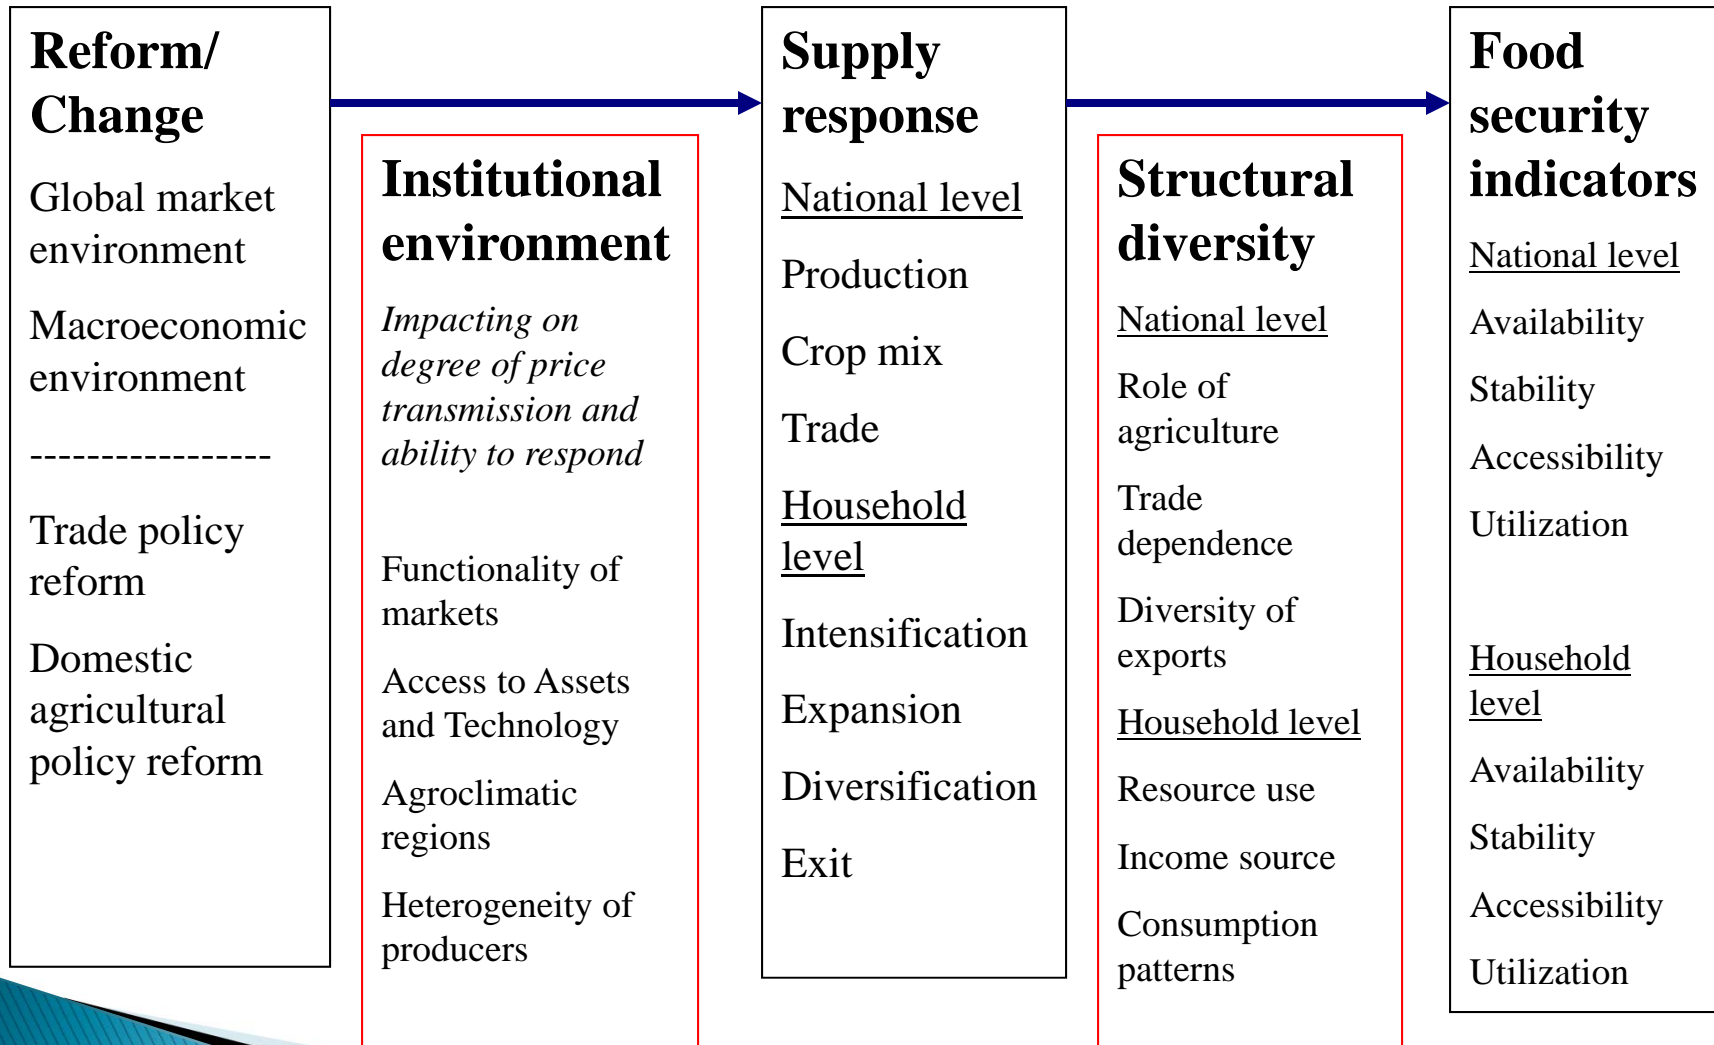 Reform/
Change
Global market
environment
Macroeconomic
environment
-----------------
Trade policy
reform
Domestic
agricultural
policy reform
Institutional
environment
Impacting on
degree of price
transmission and
ability to respond
Functionality of
markets
Access to Assets
and Technology
Agroclimatic
regions
Heterogeneity of
producers
Supply
response
National level
Production
Crop mix
Trade
Household
level
Intensification
Expansion
Diversification
Exit
Structural
diversity
National level
Role of
agriculture
Trade
dependence
Diversity of
exports
Household level
Resource use
Income source
Consumption
patterns
Food
security
indicators
National level
Availability
Stability
Accessibility
Utilization
Household
level
Availability
Stability
Accessibility
Utilization